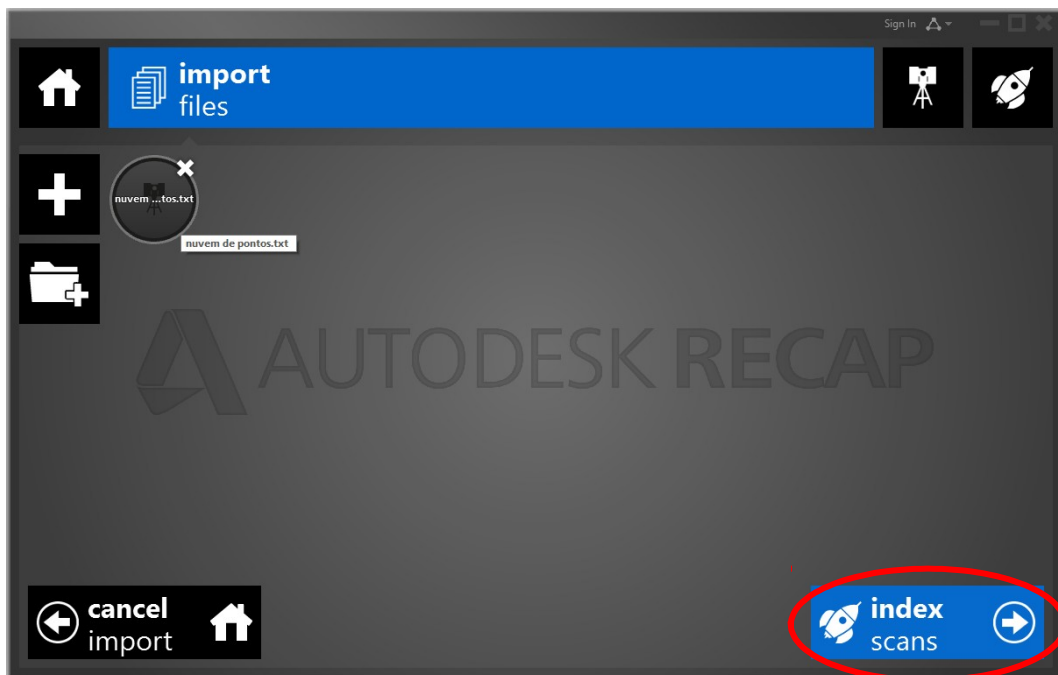 Sign In
import
files
nuvem ...tos.txt
nuvem de pontos.txt
AUTODESK RECAP
cancel
import
index
scans